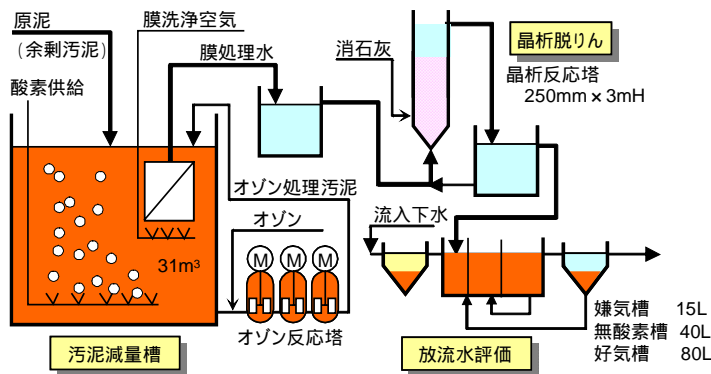 原泥
(余剰汚泥)
酸素供給
膜洗浄空気
膜処理水
消石灰
晶析脱りん
晶析反応塔
250mm×3mH
オゾン処理汚泥
オゾン
流入下水
31m³
M
M
M
オゾン反応塔
汚泥減量槽
放流水評価
嫌気槽 15L
無酸素槽 40L
好気槽 80L